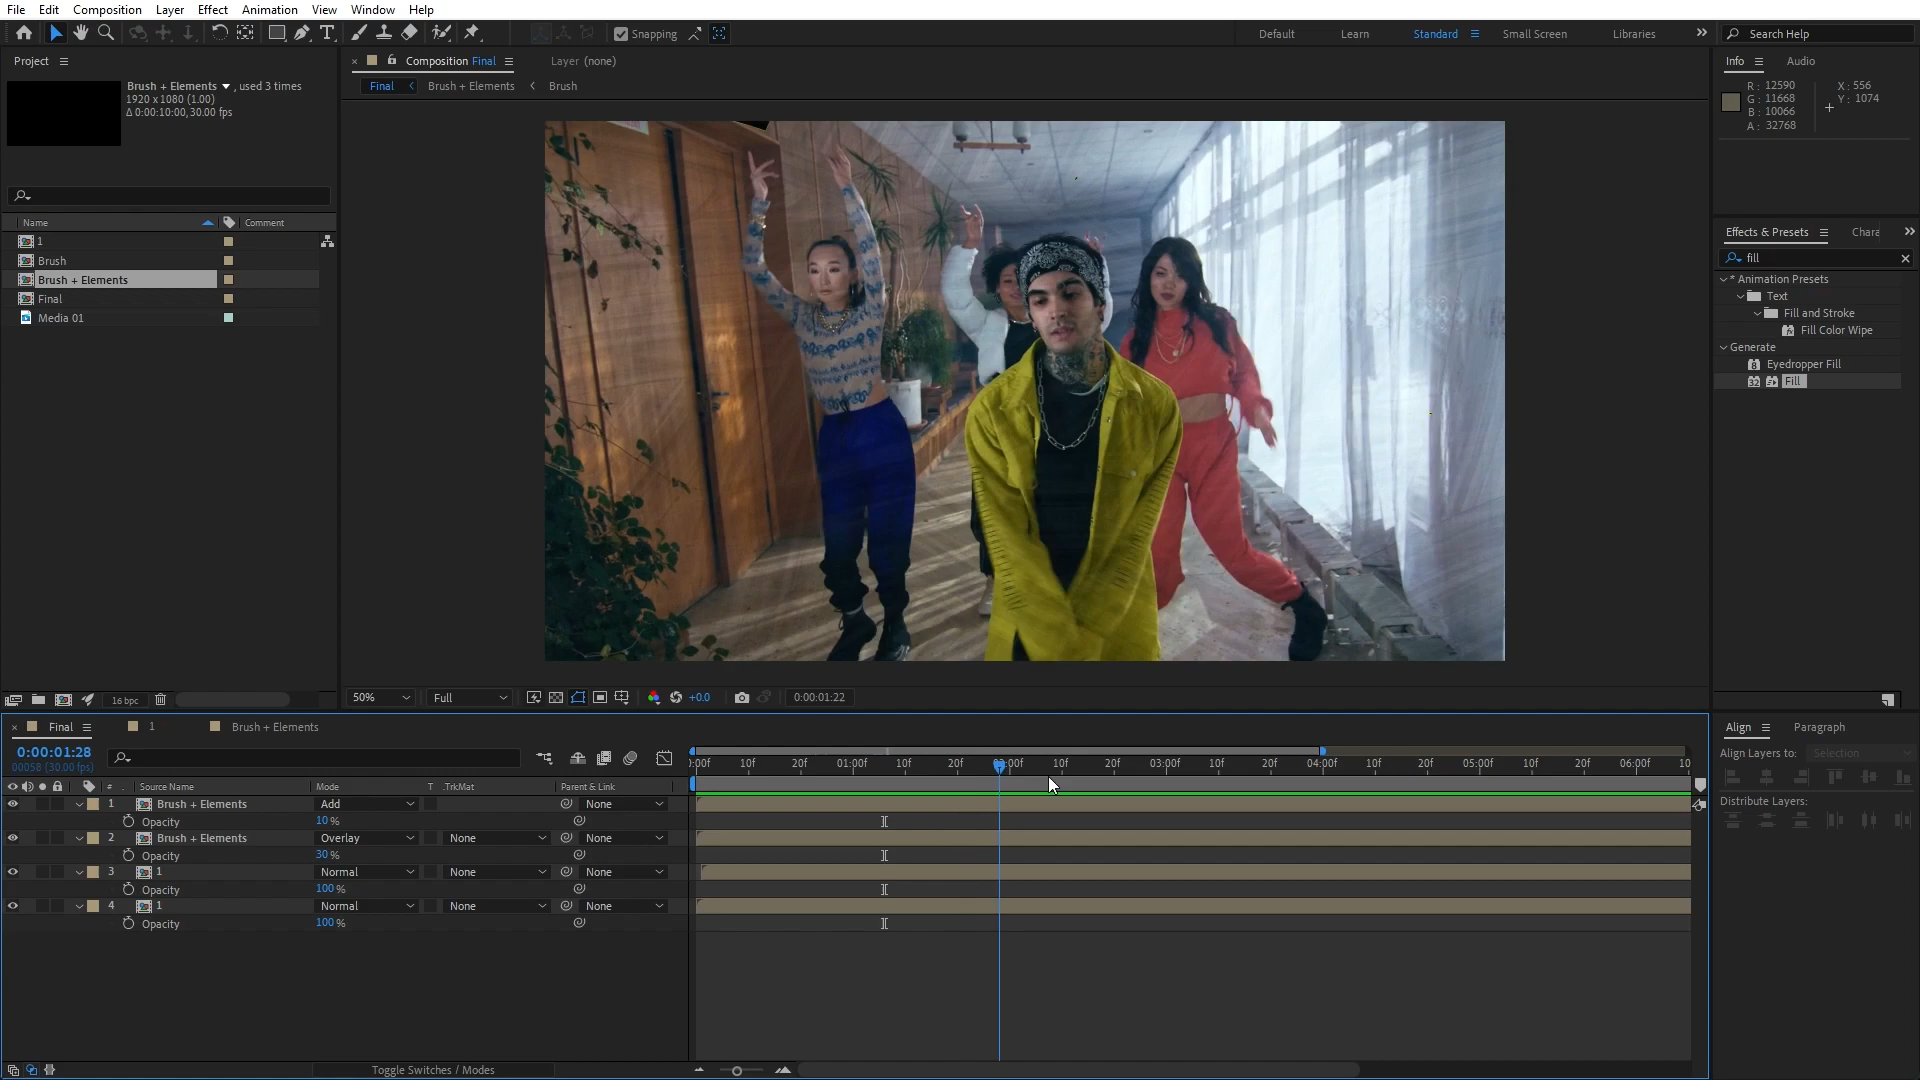 File Edit Composition Layer Effect Animation View Window Help
Snapping
Default Learn Standard Small Screen Libraries
Search Help
Project
Brush + Elements , used 3 times
1920 x 1080 (1.00)
Δ 0:00:10:00, 30.00 fps
Name Comment
1
Brush
Brush + Elements
Final
Media 01
16 bpc
Composition Final
Layer (none)
Final Brush + Elements Brush
50% Full +0.0 0:00:01:22
Info Audio
R : 12590
G : 11668
B : 10066
A : 32768
X : 556
Y : 1074
Effects & Presets Chara
fill
* Animation Presets
Text
Fill and Stroke
Fill Color Wipe
Generate
Eyedropper Fill
Fill
Align Paragraph
Align Layers to: Selection
Distribute Layers:
Final 1 Brush + Elements
0:00:01:28
00058 (30.00 fps)
:00f 10f 20f 01:00f 10f 20f 02:00f 10f 20f 03:00f 10f 20f 04:00f 10f 20f 05:00f 10f 20f 06:00f 10
# Source Name Mode T .TrkMat Parent & Link
1 Brush + Elements Add None
Opacity 10 %
2 Brush + Elements Overlay None None
Opacity 30 %
3 1 Normal None None
Opacity 100 %
4 1 Normal None None
Opacity 100 %
Toggle Switches / Modes